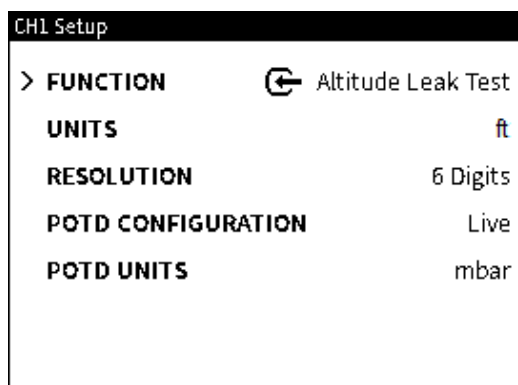 CH1 Setup
> FUNCTION Altitude Leak Test
UNITS ft
RESOLUTION 6 Digits
POTD CONFIGURATION Live
POTD UNITS mbar